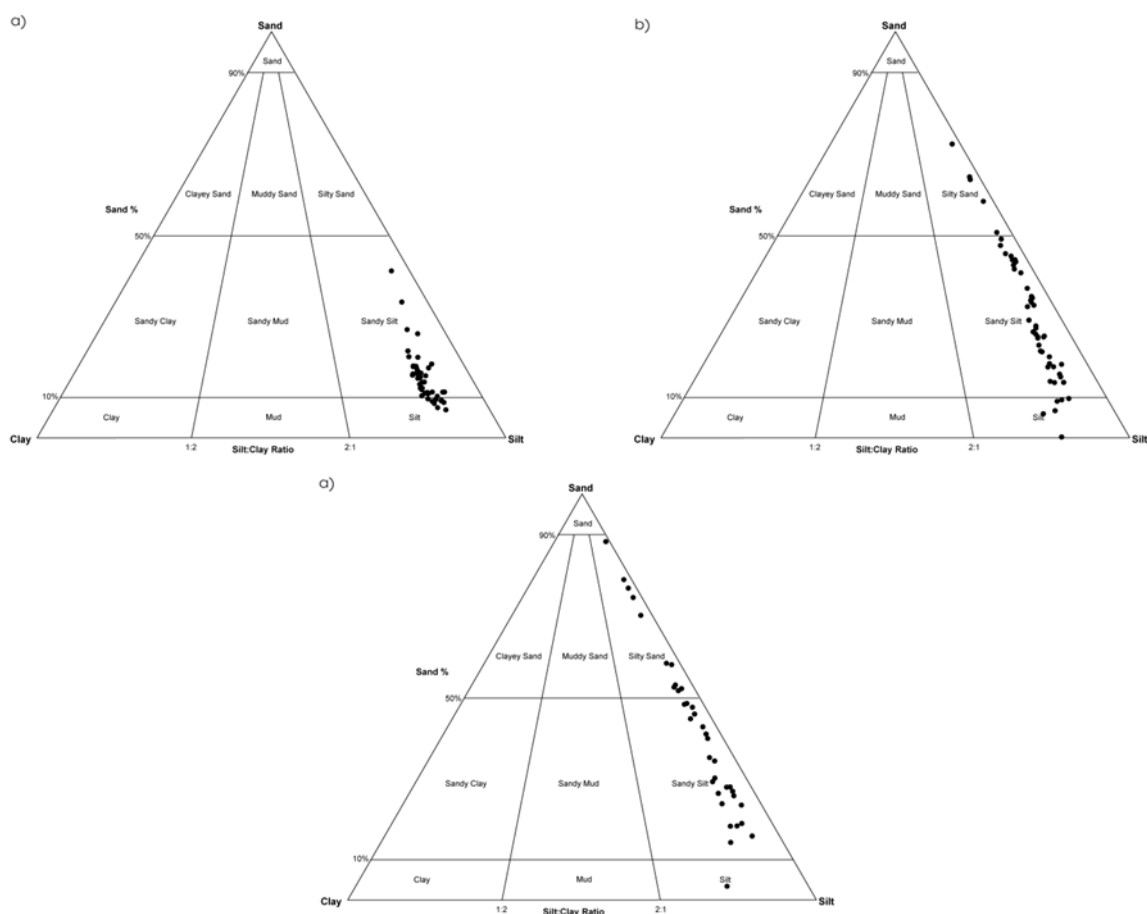 a)
Sand
Sand
90%
Clayey Sand Muddy Sand Silty Sand
Sand %
50%
Sandy Clay Sandy Mud Sandy Silt
10%
Clay Mud Silt
Clay Silt
1:2 2:1
Silt:Clay Ratio
b)
Sand
Sand
90%
Clayey Sand Muddy Sand Silty Sand
Sand %
50%
Sandy Clay Sandy Mud Sandy Silt
10%
Clay Mud Silt
Clay Silt
1:2 2:1
Silt:Clay Ratio
a)
Sand
Sand
90%
Clayey Sand Muddy Sand Silty Sand
Sand %
50%
Sandy Clay Sandy Mud Sandy Silt
10%
Clay Mud Silt
Clay Silt
1:2 2:1
Silt:Clay Ratio